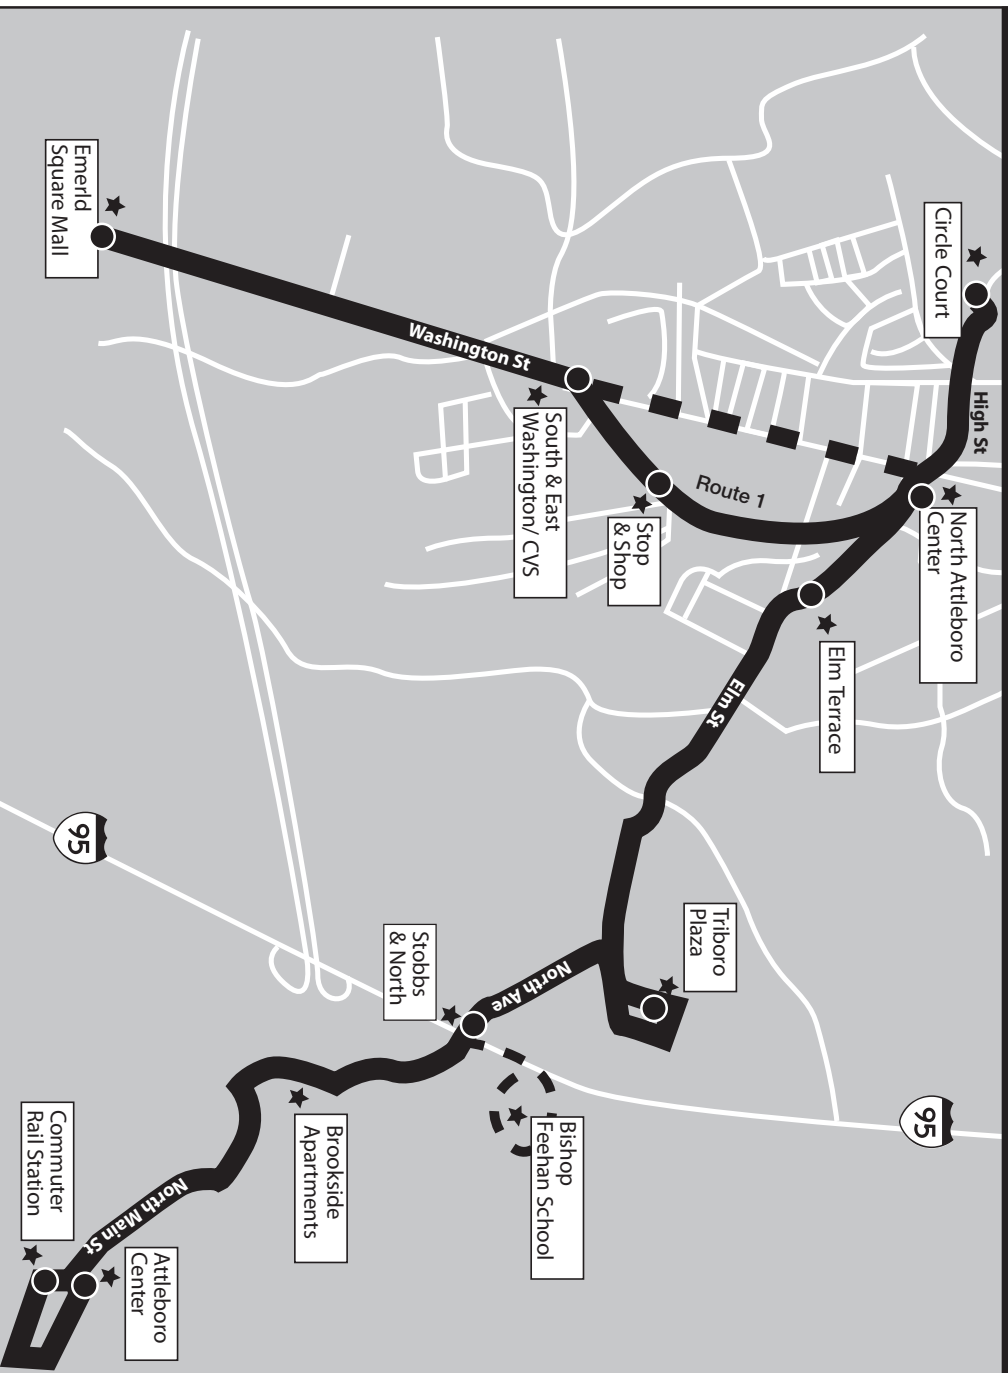 Circle Court
High St
North Attleboro
Center
Route 1
Elm Terrace
Stop
& Shop
South & East
Washington/ CVS
Washington St
Emerld
Square Mall
Elm St
Triboro
Plaza
95
95
North Ave
Stobbs
& North
Bishop
Feehan School
Brookside
Apartments
North Main St
Attleboro
Center
Commuter
Rail Station